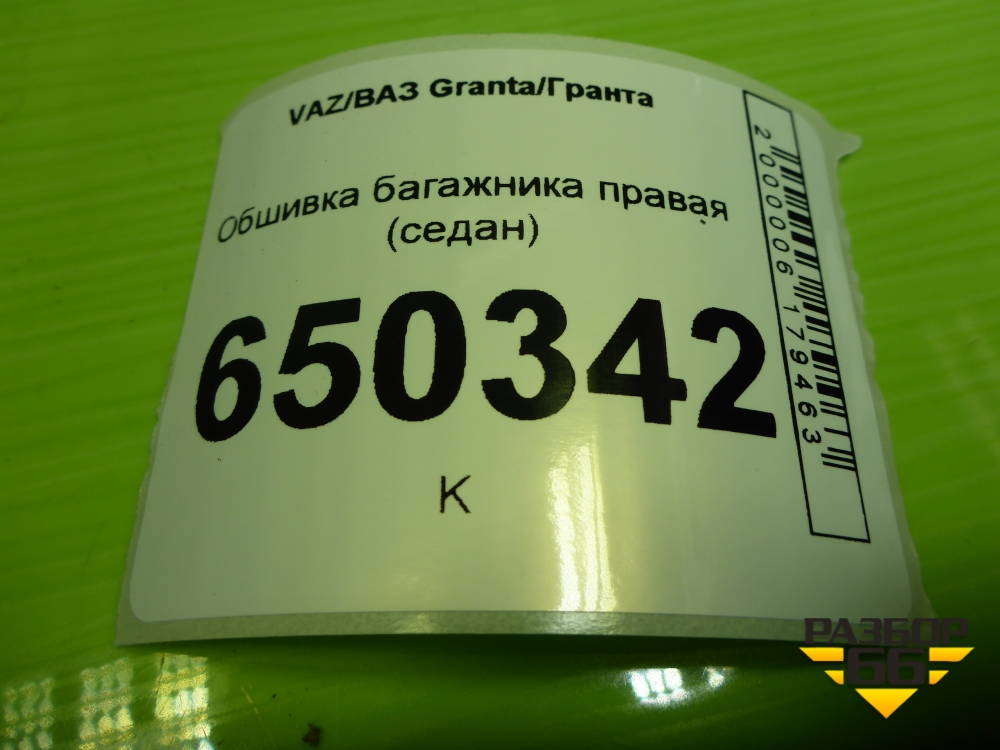 VAZ/ВАЗ Granta/Гранта
Обшивка багажника правая
(седан)
650342
К
2000006179463
РАЗБОР
66